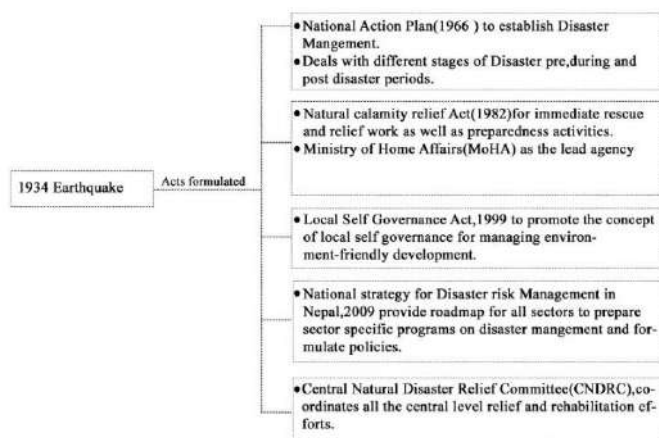 ● National Action Plan(1966 ) to establish Disaster
Mangement.
● Deals with different stages of Disaster pre,during and
post disaster periods.
● Natural calamity relief Act(1982)for immediate rescue
and relief work as well as preparedness activities.
● Ministry of Home Affairs(MoHA) as the lead agency
1934 Earthquake
Acts formulated
● Local Self Governance Act,1999 to promote the concept
of local self governance for managing environ-
ment-friendly development.
● National strategy for Disaster risk Management in
Nepal,2009 provide roadmap for all sectors to prepare
sector specific programs on disaster mangement and for-
mulate policies.
● Central Natural Disaster Relief Committee(CNDRC),co-
ordinates all the central level relief and rehabilitation ef-
forts.